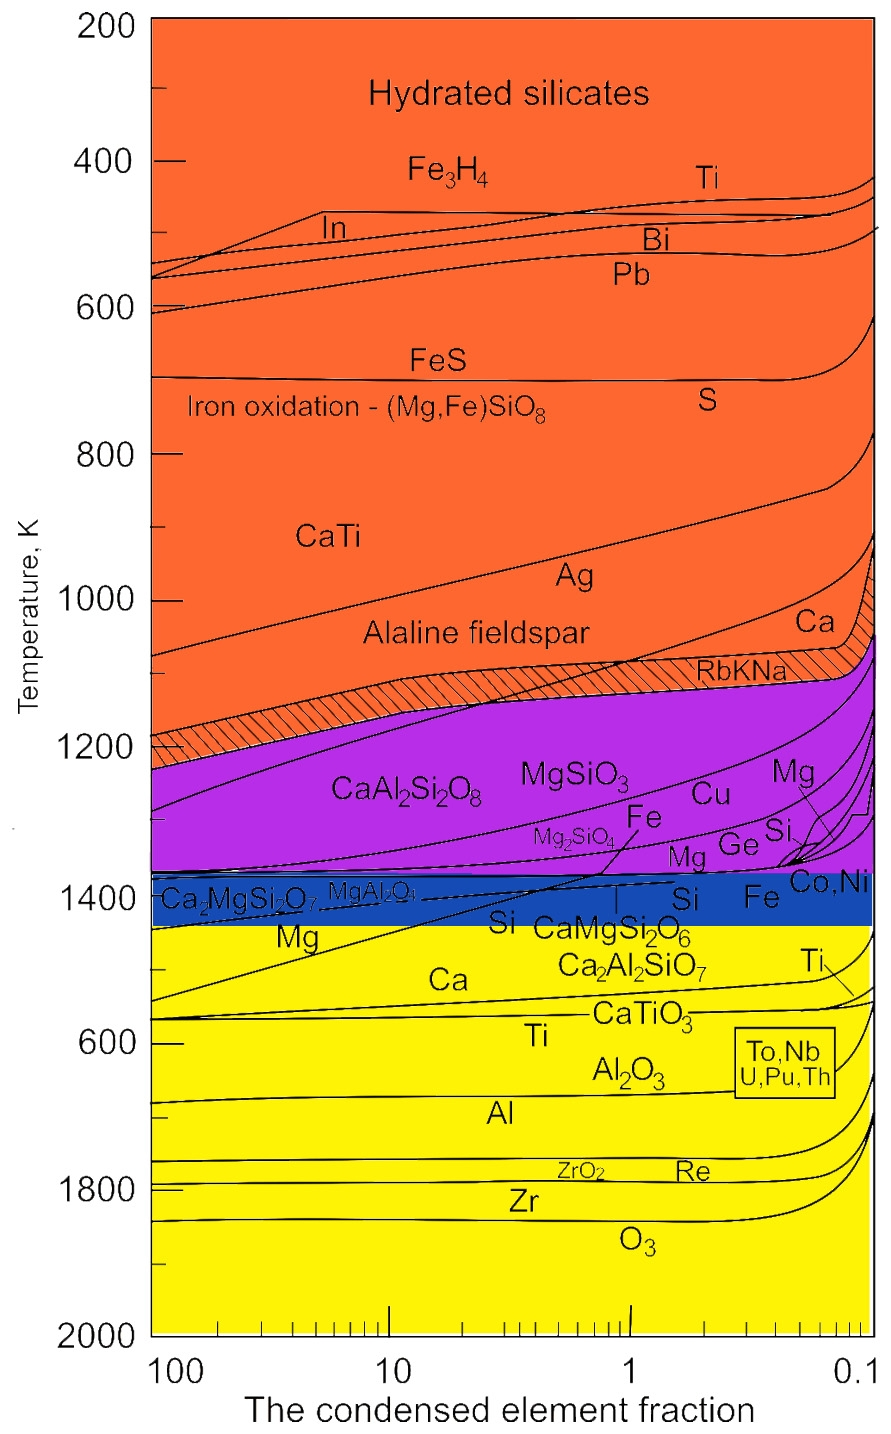 200
Hydrated silicates
400
Fe₃H₄
Ti
In
Bi
Pb
600
FeS
S
Iron oxidation - (Mg,Fe)SiO₈
800
CaTi
Ag
1000
Ca
Alaline fieldspar
RbKNa
1200
MgSiO₃
Mg
CaAl₂Si₂O₈
Cu
Fe
Si
Mg₂SiO₄
Ge
Mg
Co,Ni
1400
Ca₂MgSi₂O₇
MgAl₂O₄
Si
Fe
Si
CaMgSi₂O₆
Mg
Ca₂Al₂SiO₇
Ti
Ca
CaTiO₃
Ti
600
To,Nb
U,Pu,Th
Al₂O₃
Al
ZrO₂
Re
1800
Zr
O₃
2000
100
10
1
0.1
The condensed element fraction
Temperature, K